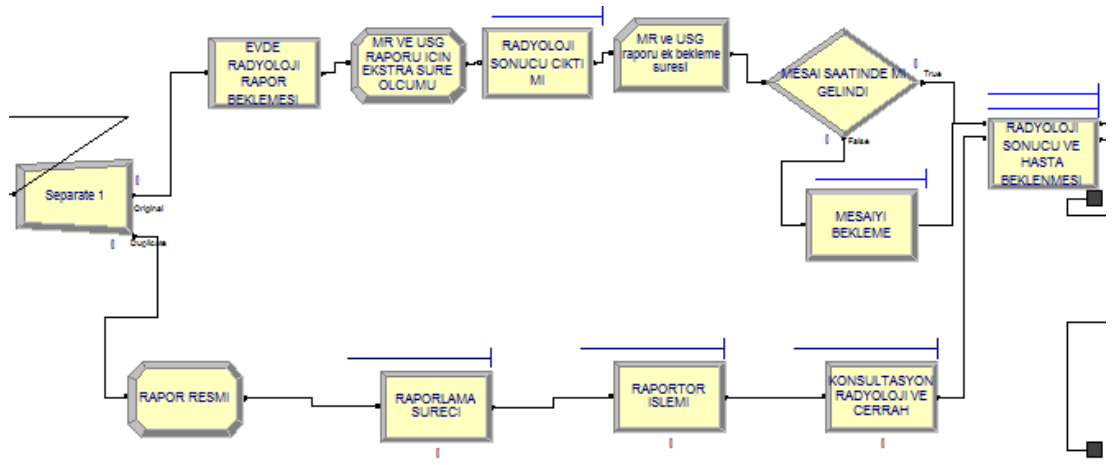 EVDE
RADYOLOJI
RAPOR
BEKLEMESI
MR VE USG
RAPORU ICIN
EKSTRA SURE
OLCUMU
RADYOLOJI
SONUCU CIKTI
MI
MR ve USG
raporu ek bekleme
suresi
MESAI SAATINDE MI
GELINDI
True
False
RADYOLOJI
SONUCU VE
HASTA
BEKLENMESI
MESAIYI
BEKLEME
Separate 1
Original
Duplicate
RAPOR RESMI
RAPORLAMA
SURECI
RAPORTOR
ISLEMI
KONSULTASYON
RADYOLOJI VE
CERRAH